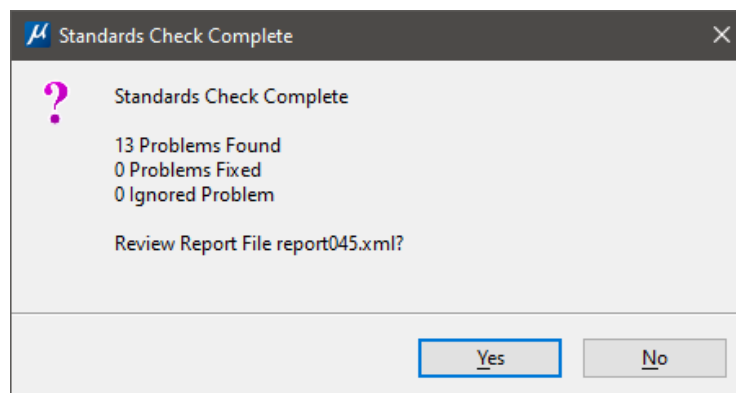 Standards Check Complete
Standards Check Complete
13 Problems Found
0 Problems Fixed
0 Ignored Problem
Review Report File report045.xml?
Yes
No